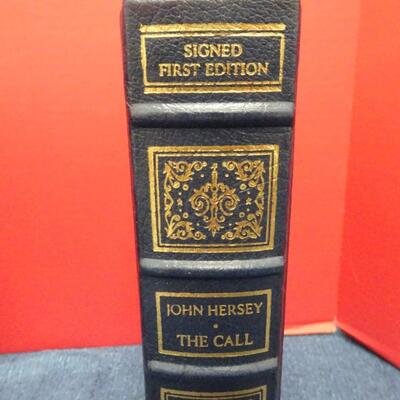 SIGNED
FIRST EDITION
JOHN HERSEY
•
THE CALL